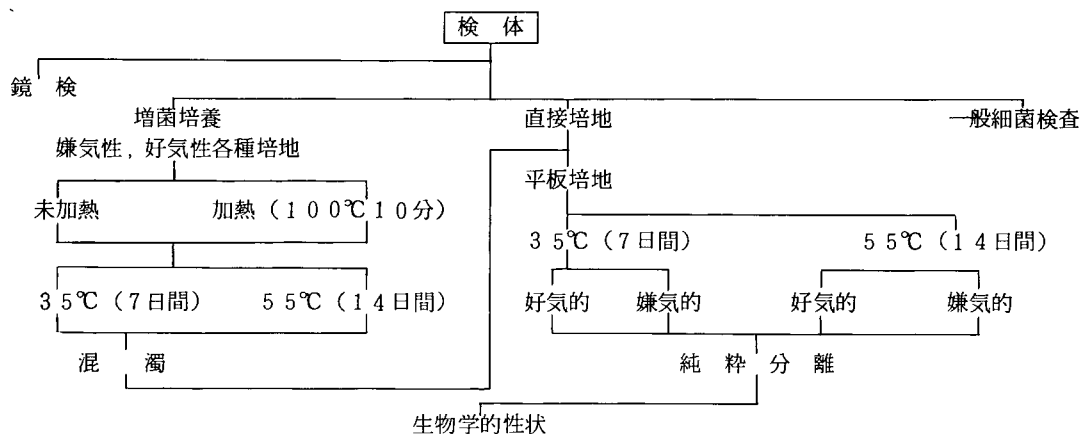 検 体
鏡 検
増菌培養 直接培地 一般細菌検査
嫌気性，好気性各種培地
平板培地
未加熱 加熱（１００℃１０分）
３５℃（７日間） ５５℃（１４日間）
３５℃（７日間） ５５℃（１４日間）
好気的 嫌気的 好気的 嫌気的
混 濁 純 粋 分 離
生物学的性状